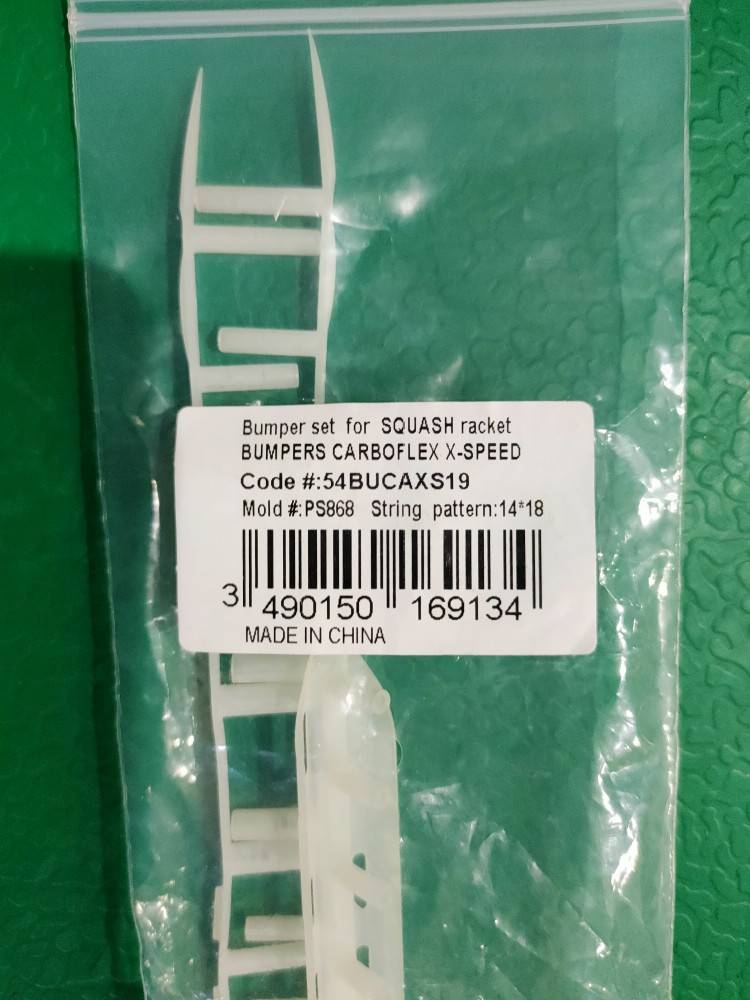 Bumper set for SQUASH racket
BUMPERS CARBOFLEX X-SPEED
Code #:54BUCAXS19
Mold #:PS868 String pattern:14*18
3 490150 169134
MADE IN CHINA